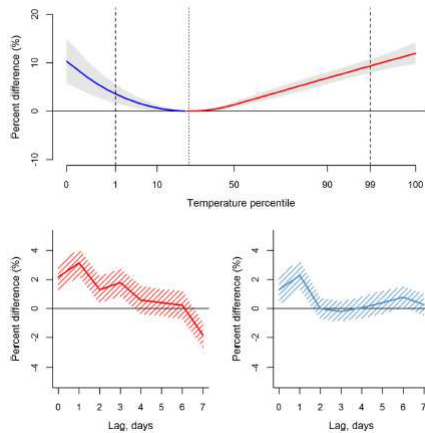 Percent difference (%)
20
10
0
-10
0 1 10 50 90 99 100
Temperature percentile
Percent difference (%)
4
2
0
-2
-4
0 1 2 3 4 5 6 7
Lag, days
Percent difference (%)
4
2
0
-2
-4
0 1 2 3 4 5 6 7
Lag, days